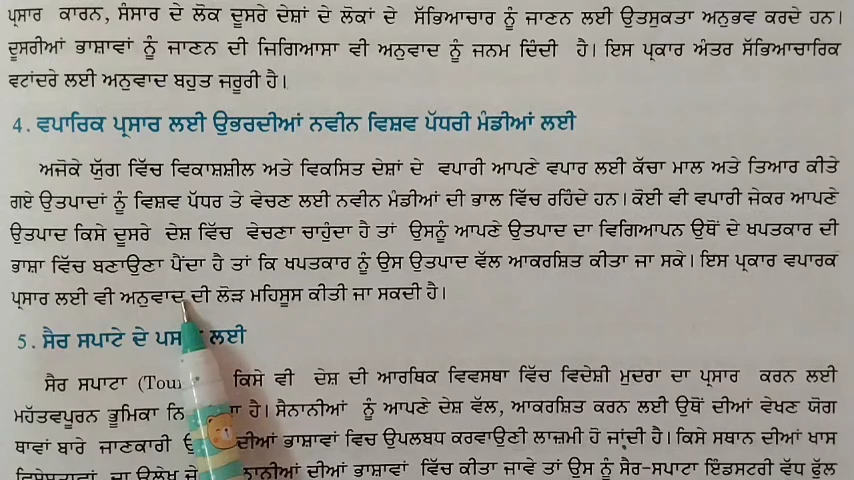 ਪ੍ਰਸਾਰ ਕਾਰਨ, ਸੰਸਾਰ ਦੇ ਲੋਕ ਦੂਸਰੇ ਦੇਸ਼ਾਂ ਦੇ ਲੋਕਾਂ ਦੇ ਸੱਭਿਆਚਾਰ ਨੂੰ ਜਾਣਨ ਲਈ ਉਤਸੁਕਤਾ ਅਨੁਭਵ ਕਰਦੇ ਹਨ।
ਦੂਸਰੀਆਂ ਭਾਸ਼ਾਵਾਂ ਨੂੰ ਜਾਣਨ ਦੀ ਜਿਗਿਆਸਾ ਵੀ ਅਨੁਵਾਦ ਨੂੰ ਜਨਮ ਦਿੰਦੀ ਹੈ। ਇਸ ਪ੍ਰਕਾਰ ਅੰਤਰ ਸੱਭਿਆਚਾਰਿਕ
ਵਟਾਂਦਰੇ ਲਈ ਅਨੁਵਾਦ ਬਹੁਤ ਜਰੂਰੀ ਹੈ।
4. ਵਪਾਰਿਕ ਪ੍ਰਸਾਰ ਲਈ ਉਭਰਦੀਆਂ ਨਵੀਨ ਵਿਸ਼ਵ ਪੱਧਰੀ ਮੰਡੀਆਂ ਲਈ
ਅਜੋਕੇ ਯੁੱਗ ਵਿੱਚ ਵਿਕਾਸ਼ਸ਼ੀਲ ਅਤੇ ਵਿਕਸਿਤ ਦੇਸ਼ਾਂ ਦੇ ਵਪਾਰੀ ਆਪਣੇ ਵਪਾਰ ਲਈ ਕੱਚਾ ਮਾਲ ਅਤੇ ਤਿਆਰ ਕੀਤੇ
ਗਏ ਉਤਪਾਦਾਂ ਨੂੰ ਵਿਸ਼ਵ ਪੱਧਰ ਤੇ ਵੇਚਣ ਲਈ ਨਵੀਨ ਮੰਡੀਆਂ ਦੀ ਭਾਲ ਵਿੱਚ ਰਹਿੰਦੇ ਹਨ। ਕੋਈ ਵੀ ਵਪਾਰੀ ਜੇਕਰ ਆਪਣੇ
ਉਤਪਾਦ ਕਿਸੇ ਦੂਸਰੇ ਦੇਸ਼ ਵਿੱਚ ਵੇਚਣਾ ਚਾਹੁੰਦਾ ਹੈ ਤਾਂ ਉਸਨੂੰ ਆਪਣੇ ਉਤਪਾਦ ਦਾ ਵਿਗਿਆਪਨ ਉਥੋਂ ਦੇ ਖਪਤਕਾਰ ਦੀ
ਭਾਸ਼ਾ ਵਿੱਚ ਬਣਾਉਣਾ ਪੈਂਦਾ ਹੈ ਤਾਂ ਕਿ ਖਪਤਕਾਰ ਨੂੰ ਉਸ ਉਤਪਾਦ ਵੱਲ ਆਕਰਸ਼ਿਤ ਕੀਤਾ ਜਾ ਸਕੇ। ਇਸ ਪ੍ਰਕਾਰ ਵਪਾਰਕ
ਪ੍ਰਸਾਰ ਲਈ ਵੀ ਅਨੁਵਾਦ ਦੀ ਲੋੜ ਮਹਿਸੂਸ ਕੀਤੀ ਜਾ ਸਕਦੀ ਹੈ।
5. ਸੈਰ ਸਪਾਟੇ ਦੇ ਲਈ
ਸੈਰ ਸਪਾਟਾ ਕਿਸੇ ਵੀ ਦੇਸ਼ ਦੀ ਆਰਥਿਕ ਵਿਵਸਥਾ ਵਿੱਚ ਵਿਦੇਸ਼ੀ ਮੁਦਰਾ ਦਾ ਪ੍ਰਸਾਰ ਕਰਨ ਲਈ
ਮਹੱਤਵਪੂਰਨ ਭੂਮਿਕਾ ਹੈ। ਸੈਨਾਨੀਆਂ ਨੂੰ ਆਪਣੇ ਦੇਸ਼ ਵੱਲ, ਆਕਰਸ਼ਿਤ ਕਰਨ ਲਈ ਉਥੋਂ ਦੀਆਂ ਵੇਖਣ ਯੋਗ
ਥਾਵਾਂ ਬਾਰੇ ਜਾਣਕਾਰੀ ਭਾਸ਼ਾਵਾਂ ਵਿਚ ਉਪਲਬਧ ਕਰਵਾਉਣੀ ਲਾਜ਼ਮੀ ਹੋ ਜਾਂਦੀ ਹੈ। ਕਿਸੇ ਸਥਾਨ ਦੀਆਂ ਖਾਸ
ਦਾ ਉਲੇਖ ਦੀਆਂ ਭਾਸ਼ਾਵਾਂ ਵਿੱਚ ਕੀਤਾ ਜਾਵੇ ਤਾਂ ਉਸ ਨੂੰ ਸੈਰ-ਸਪਾਟਾ ਇੰਡਸਟਰੀ ਵੱਧ ਫੁੱਲ